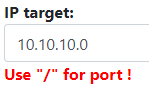 IP target:
10.10.10.0
Use "/" for port !